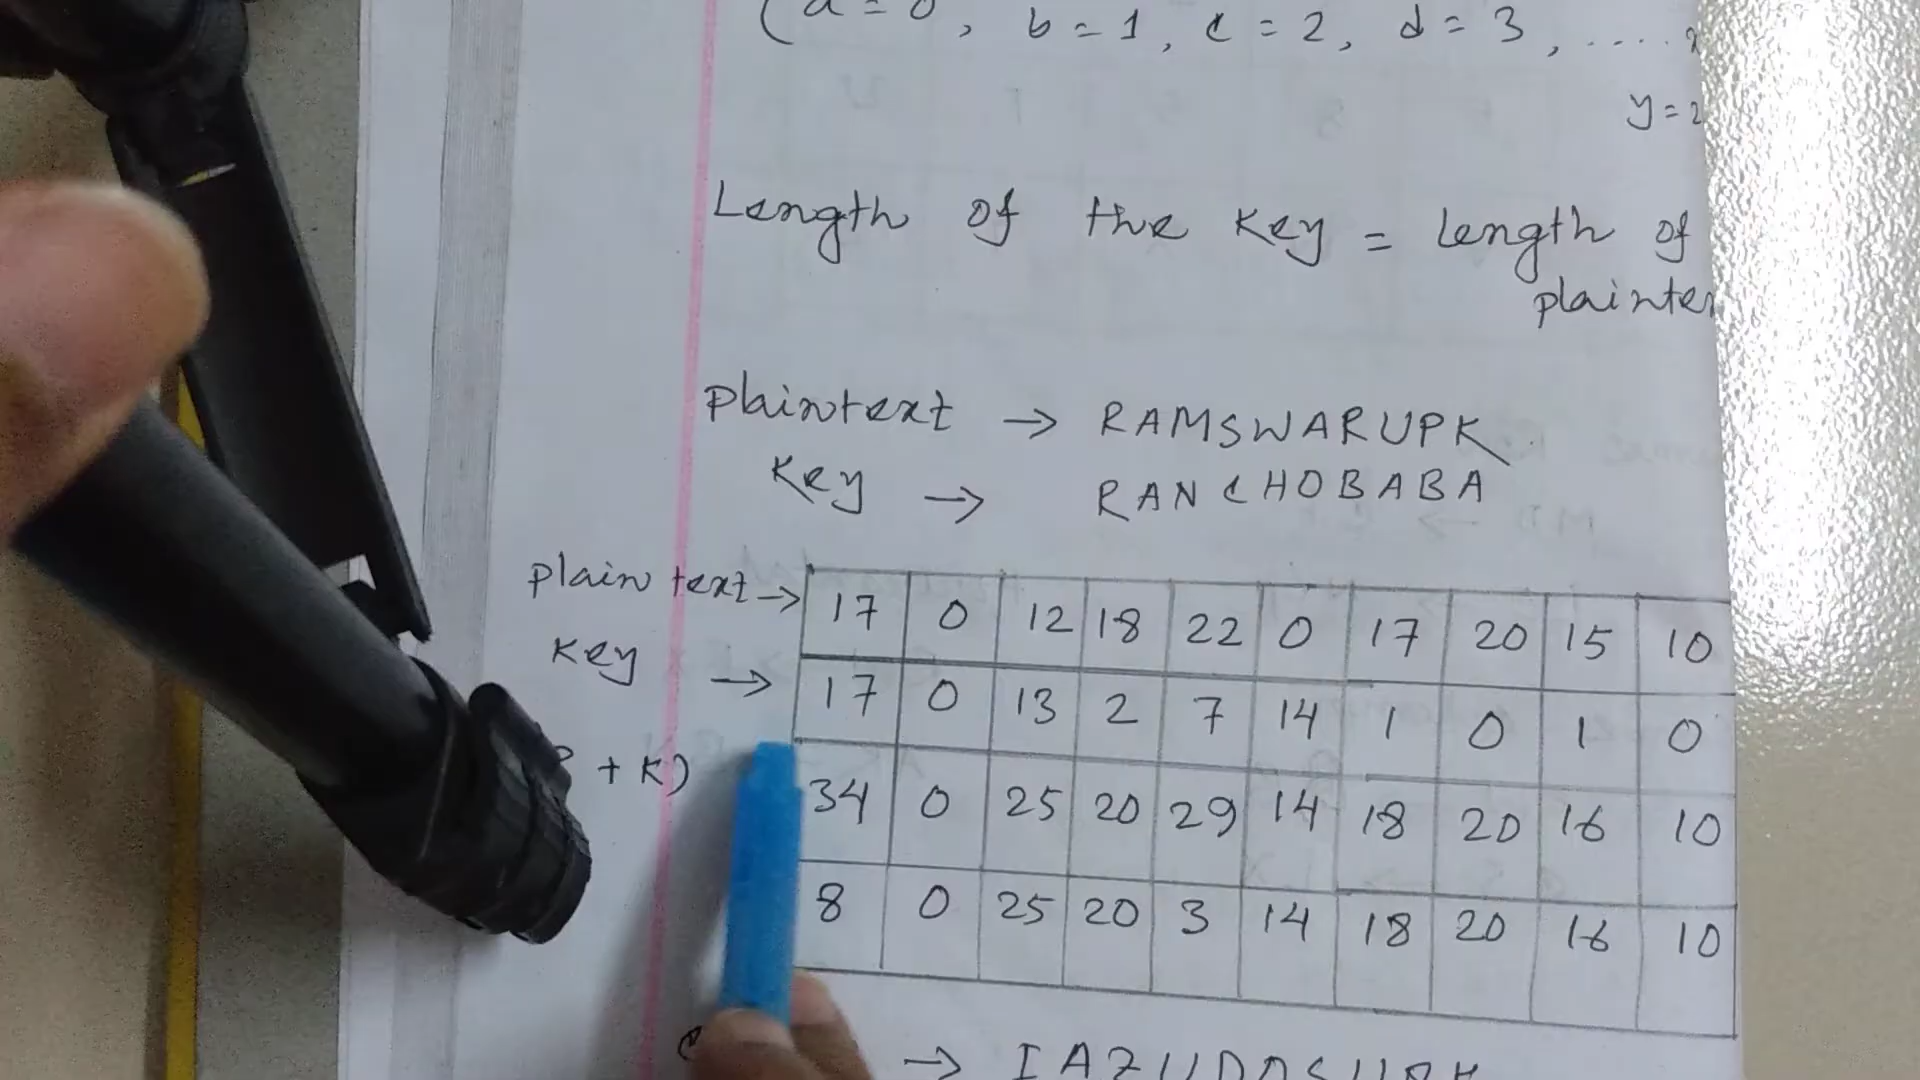 (a = 0, b = 1, c = 2, d = 3, ....
y = 2
Length of the key = Length of
plainte
Plaintext → RAMSWARUPK
Key → RANCHOBABA
plain text → 17 0 12 18 22 0 17 20 15 10
Key → 17 0 13 2 7 14 1 0 1 0
+ K) 34 0 25 20 29 14 18 20 16 10
8 0 25 20 3 14 18 20 16 10
→ IAZUDOSUQK